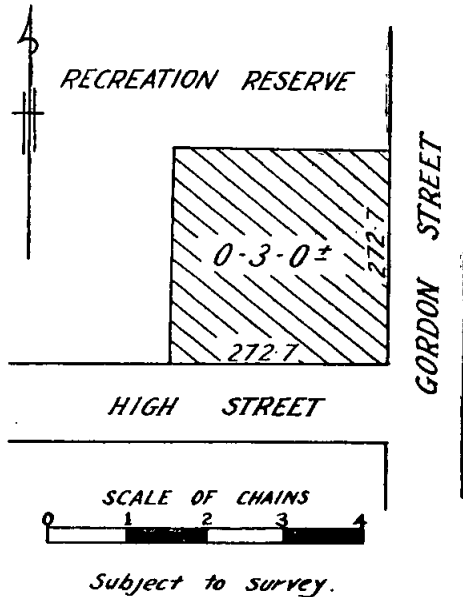 RECREATION RESERVE
0-3-0±
272·7
272·7
GORDON STREET
HIGH STREET
SCALE OF CHAINS
0 1 2 3 4
Subject to survey.